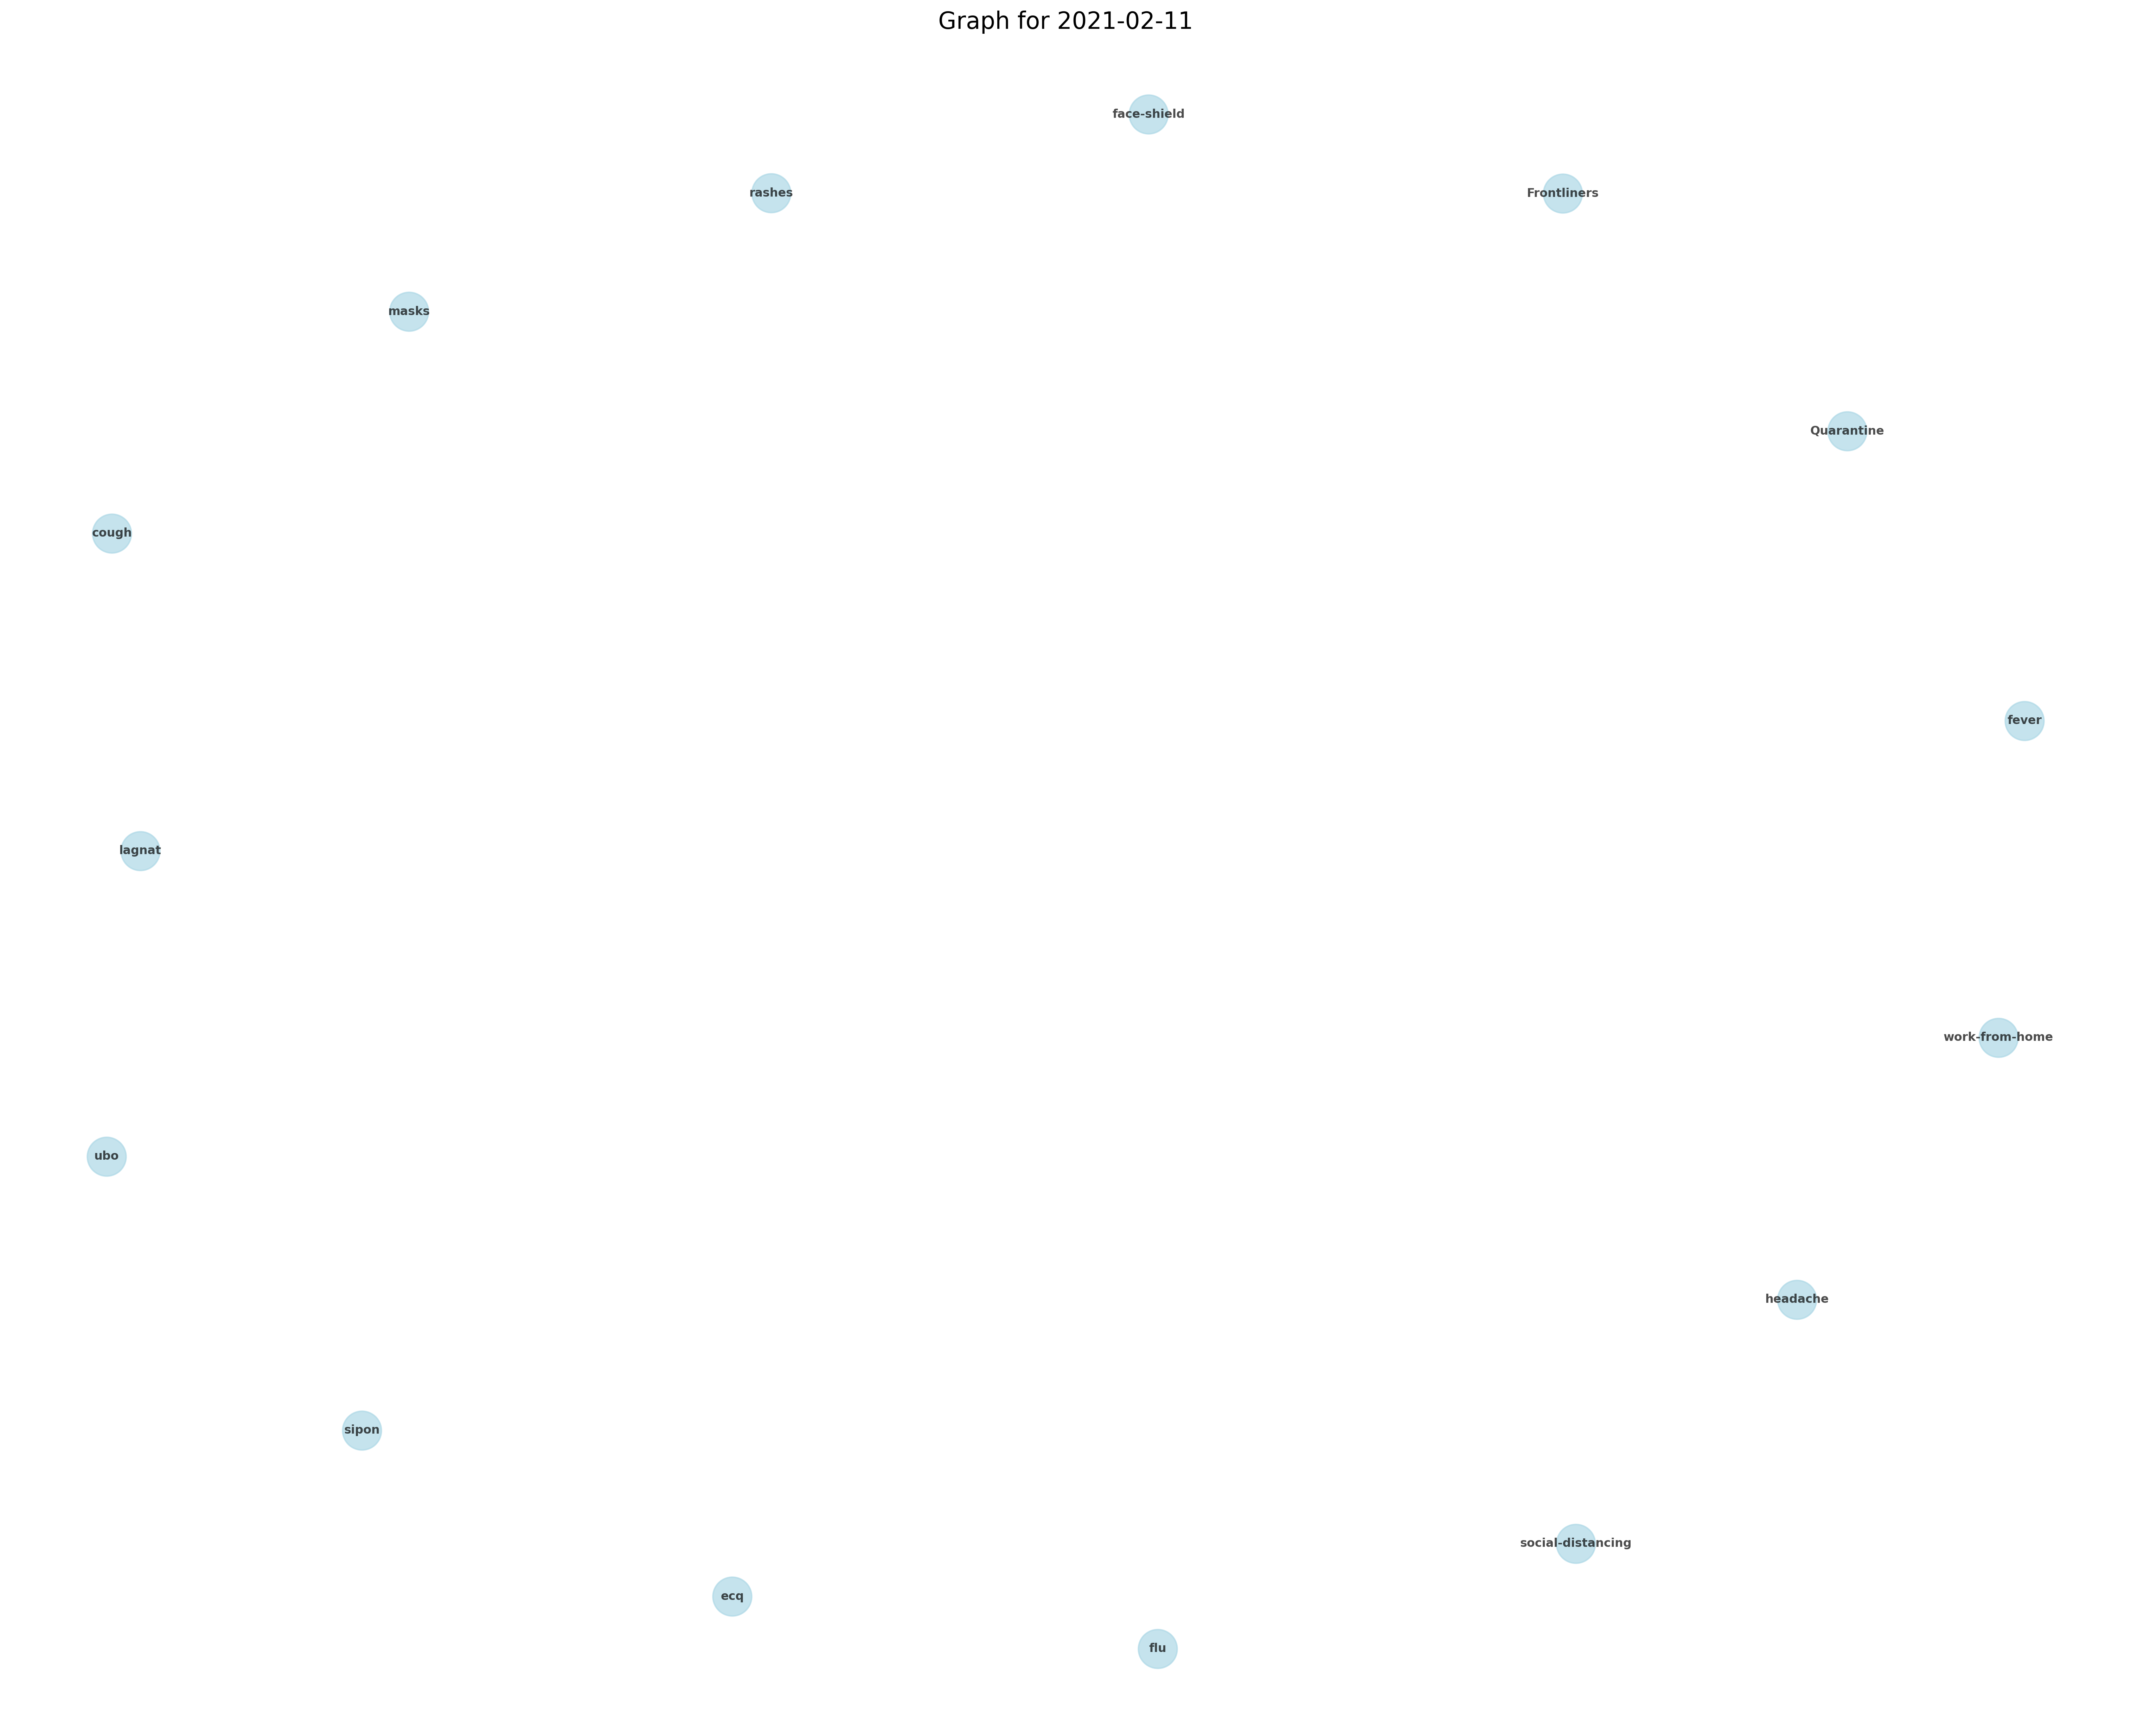 Graph for 2021-02-11
face-shield
rashes
Frontliners
masks
Quarantine
cough
fever
lagnat
work-from-home
ubo
headache
sipon
social-distancing
ecq
flu